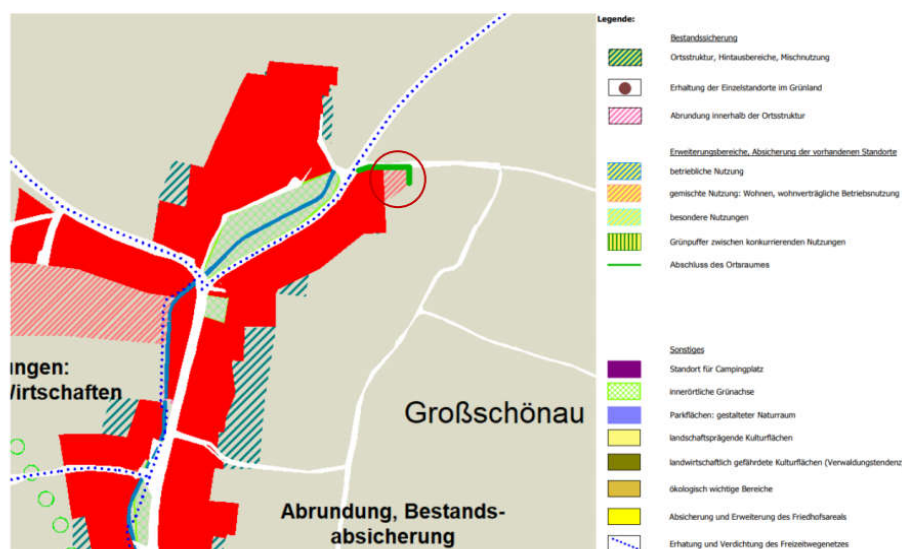 ungen:
Wirtschaften
Großschönau
Abrundung, Bestands-
absicherung
Legende:
Bestandssicherung
Ortsstruktur, Hintausbereiche, Mischnutzung
Erhaltung der Einzelstandorte im Grünland
Abrundung innerhalb der Ortsstruktur
Erweiterungsbereiche, Absicherung der vorhandenen Standorte
betriebliche Nutzung
gemischte Nutzung: Wohnen, wohnverträgliche Betriebsnutzung
besondere Nutzungen
Grünpuffer zwischen konkurrierenden Nutzungen
Abschluss des Ortsraumes
Sonstiges
Standort für Campingplatz
innerörtliche Grünachse
Parkflächen: gestalteter Naturraum
landschaftsprägende Kulturflächen
landwirtschaftlich gefährdete Kulturflächen (Verwaldungstendenz
ökologisch wichtige Bereiche
Absicherung und Erweiterung des Friedhofsareals
Erhatung und Verdichtung des Freizeitwegenetzes